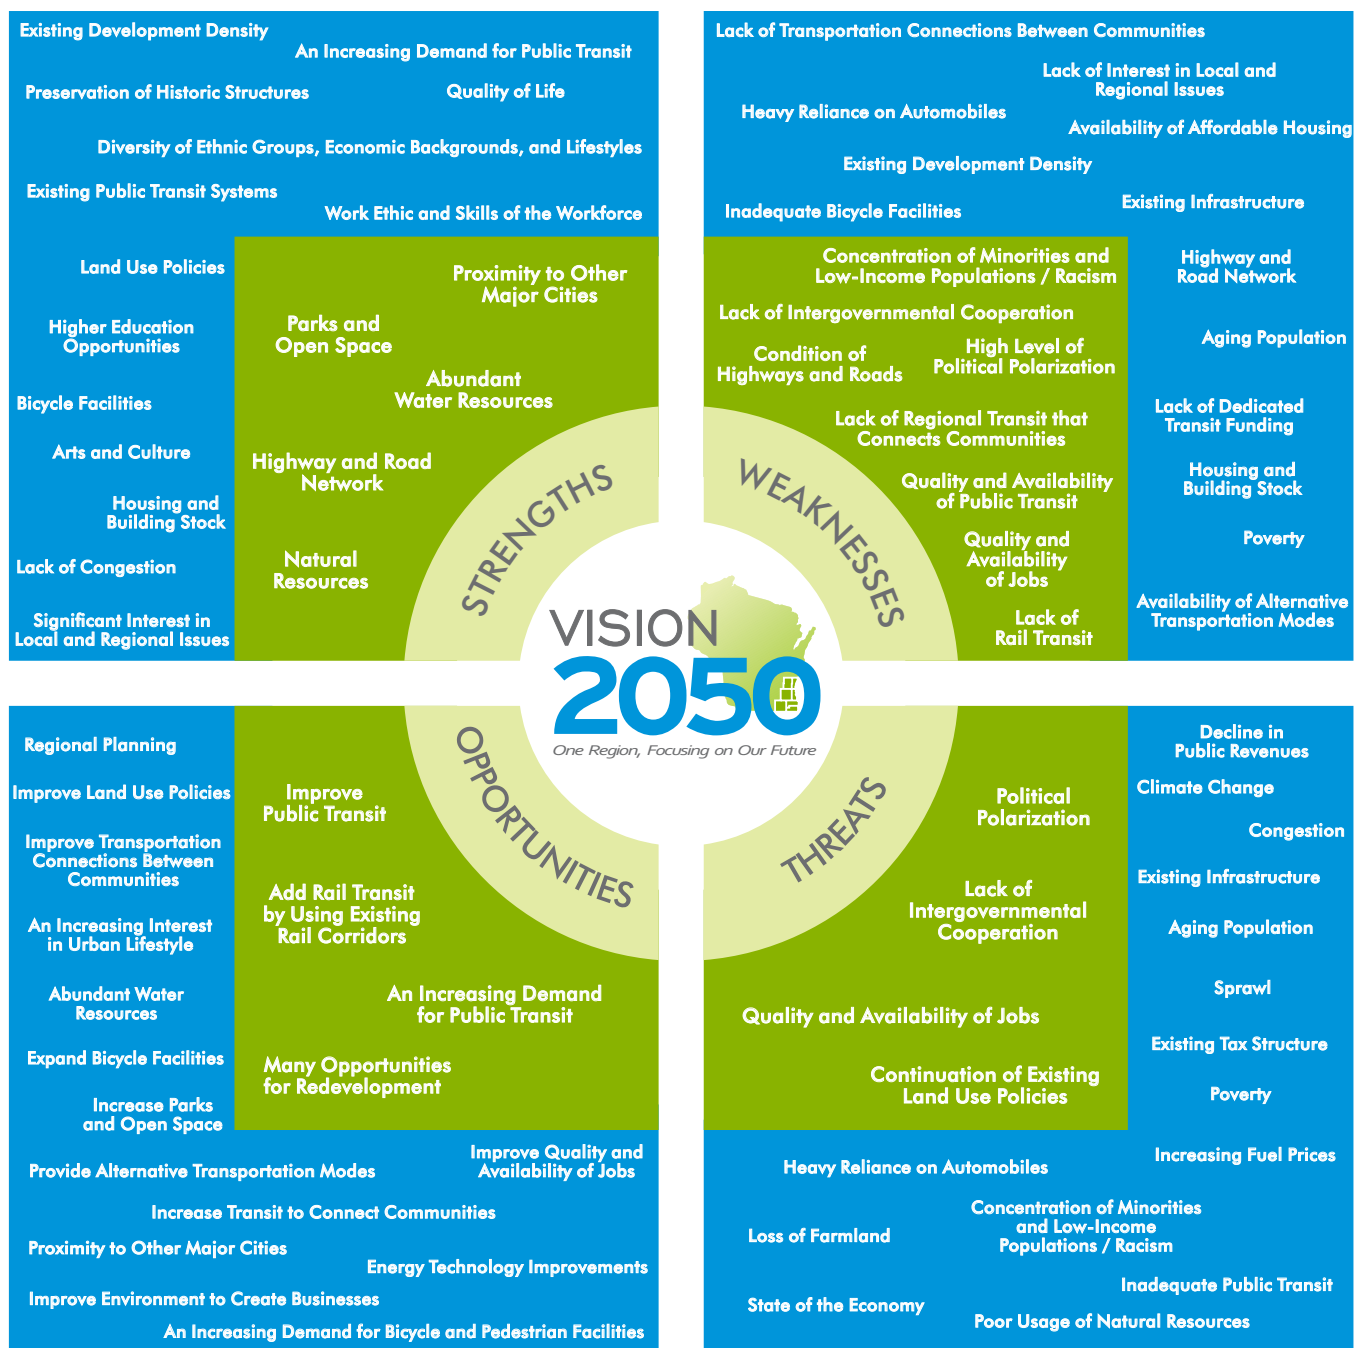 Existing Development Density
An Increasing Demand for Public Transit
Preservation of Historic Structures
Quality of Life
Diversity of Ethnic Groups, Economic Backgrounds, and Lifestyles
Existing Public Transit Systems
Work Ethic and Skills of the Workforce
Land Use Policies
Higher Education
Opportunities
Bicycle Facilities
Arts and Culture
Housing and
Building Stock
Lack of Congestion
Significant Interest in
Local and Regional Issues
Proximity to Other
Major Cities
Parks and
Open Space
Abundant
Water Resources
Highway and Road
Network
Natural
Resources
STRENGTHS
Lack of Transportation Connections Between Communities
Lack of Interest in Local and
Regional Issues
Heavy Reliance on Automobiles
Availability of Affordable Housing
Existing Development Density
Existing Infrastructure
Inadequate Bicycle Facilities
Concentration of Minorities and
Low-Income Populations / Racism
Lack of Intergovernmental Cooperation
Condition of
Highways and Roads
High Level of
Political Polarization
Lack of Regional Transit that
Connects Communities
Quality and Availability
of Public Transit
Quality and
Availability
of Jobs
Lack of
Rail Transit
WEAKNESSES
Highway and
Road Network
Aging Population
Lack of Dedicated
Transit Funding
Housing and
Building Stock
Poverty
Availability of Alternative
Transportation Modes
VISION
2050
One Region, Focusing on Our Future
Regional Planning
Improve Land Use Policies
Improve Transportation
Connections Between
Communities
An Increasing Interest
in Urban Lifestyle
Abundant Water
Resources
Expand Bicycle Facilities
Increase Parks
and Open Space
OPPORTUNITIES
Improve
Public Transit
Add Rail Transit
by Using Existing
Rail Corridors
An Increasing Demand
for Public Transit
Many Opportunities
for Redevelopment
Improve Quality and
Availability of Jobs
Provide Alternative Transportation Modes
Increase Transit to Connect Communities
Proximity to Other Major Cities
Energy Technology Improvements
Improve Environment to Create Businesses
An Increasing Demand for Bicycle and Pedestrian Facilities
THREATS
Political
Polarization
Lack of
Intergovernmental
Cooperation
Quality and Availability of Jobs
Continuation of Existing
Land Use Policies
Decline in
Public Revenues
Climate Change
Congestion
Existing Infrastructure
Aging Population
Sprawl
Existing Tax Structure
Poverty
Increasing Fuel Prices
Heavy Reliance on Automobiles
Concentration of Minorities
and Low-Income
Populations / Racism
Loss of Farmland
Inadequate Public Transit
State of the Economy
Poor Usage of Natural Resources